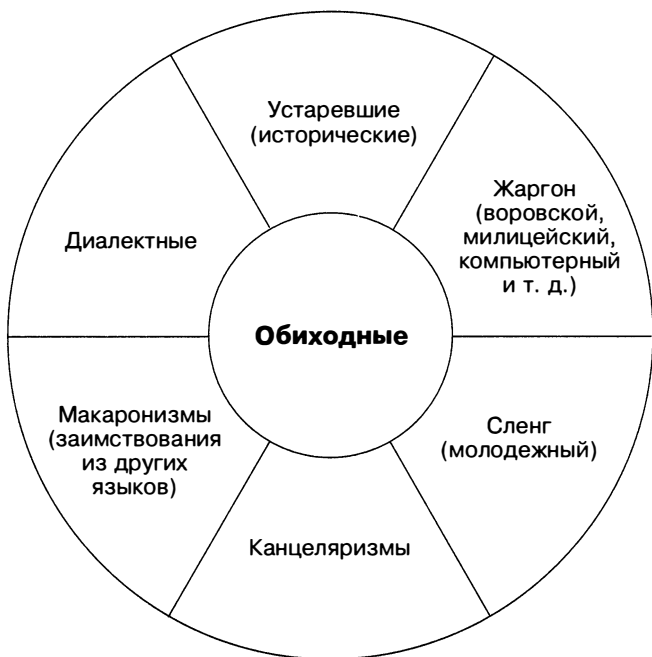 Устаревшие
(исторические)
Жаргон
(воровской,
милицейский,
компьютерный
и т. д.)
Диалектные
Обиходные
Макаронизмы
(заимствования
из других
языков)
Сленг
(молодежный)
Канцеляризмы